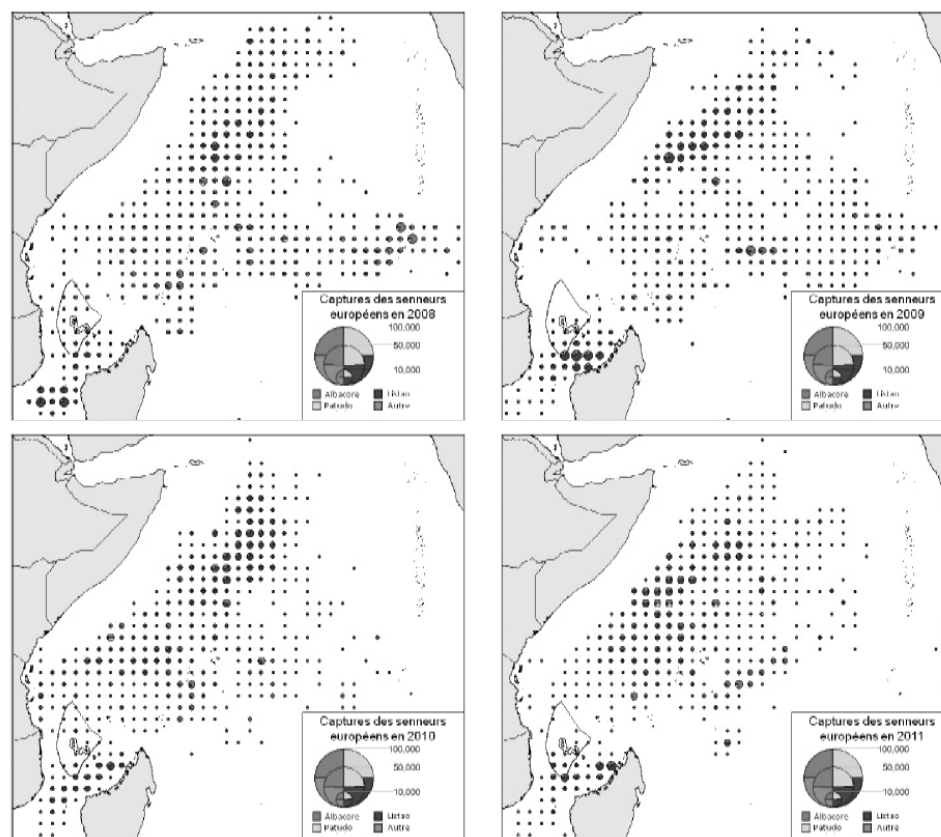 Captures des senneurs
européens en 2008
100,000
50,000
10,000
Albacore Listao
Patudo Autre
Captures des senneurs
européens en 2009
100,000
50,000
10,000
Albacore Listao
Patudo Autre
Captures des senneurs
européens en 2010
100,000
50,000
10,000
Albacore Listao
Patudo Autre
Captures des senneurs
européens en 2011
100,000
50,000
10,000
Albacore Listao
Patudo Autre